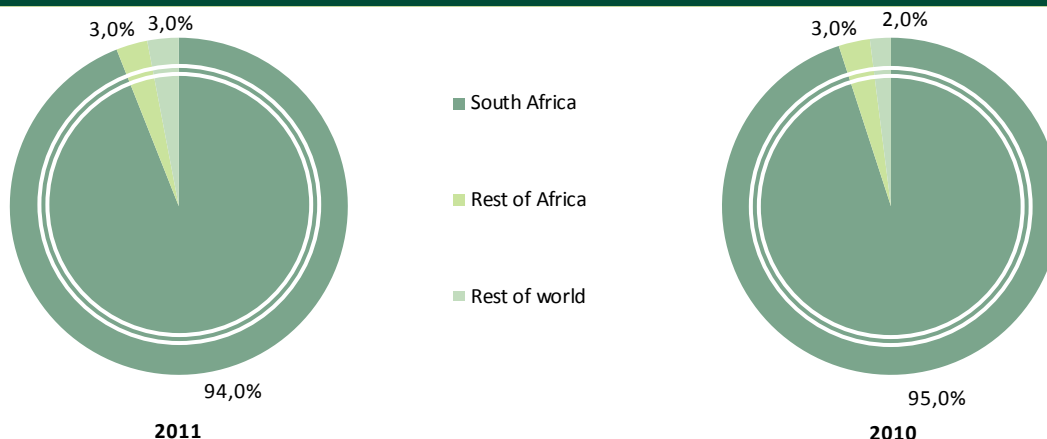 3,0% 3,0%
3,0% 2,0%
South Africa
Rest of Africa
Rest of world
94,0%
95,0%
2011
2010